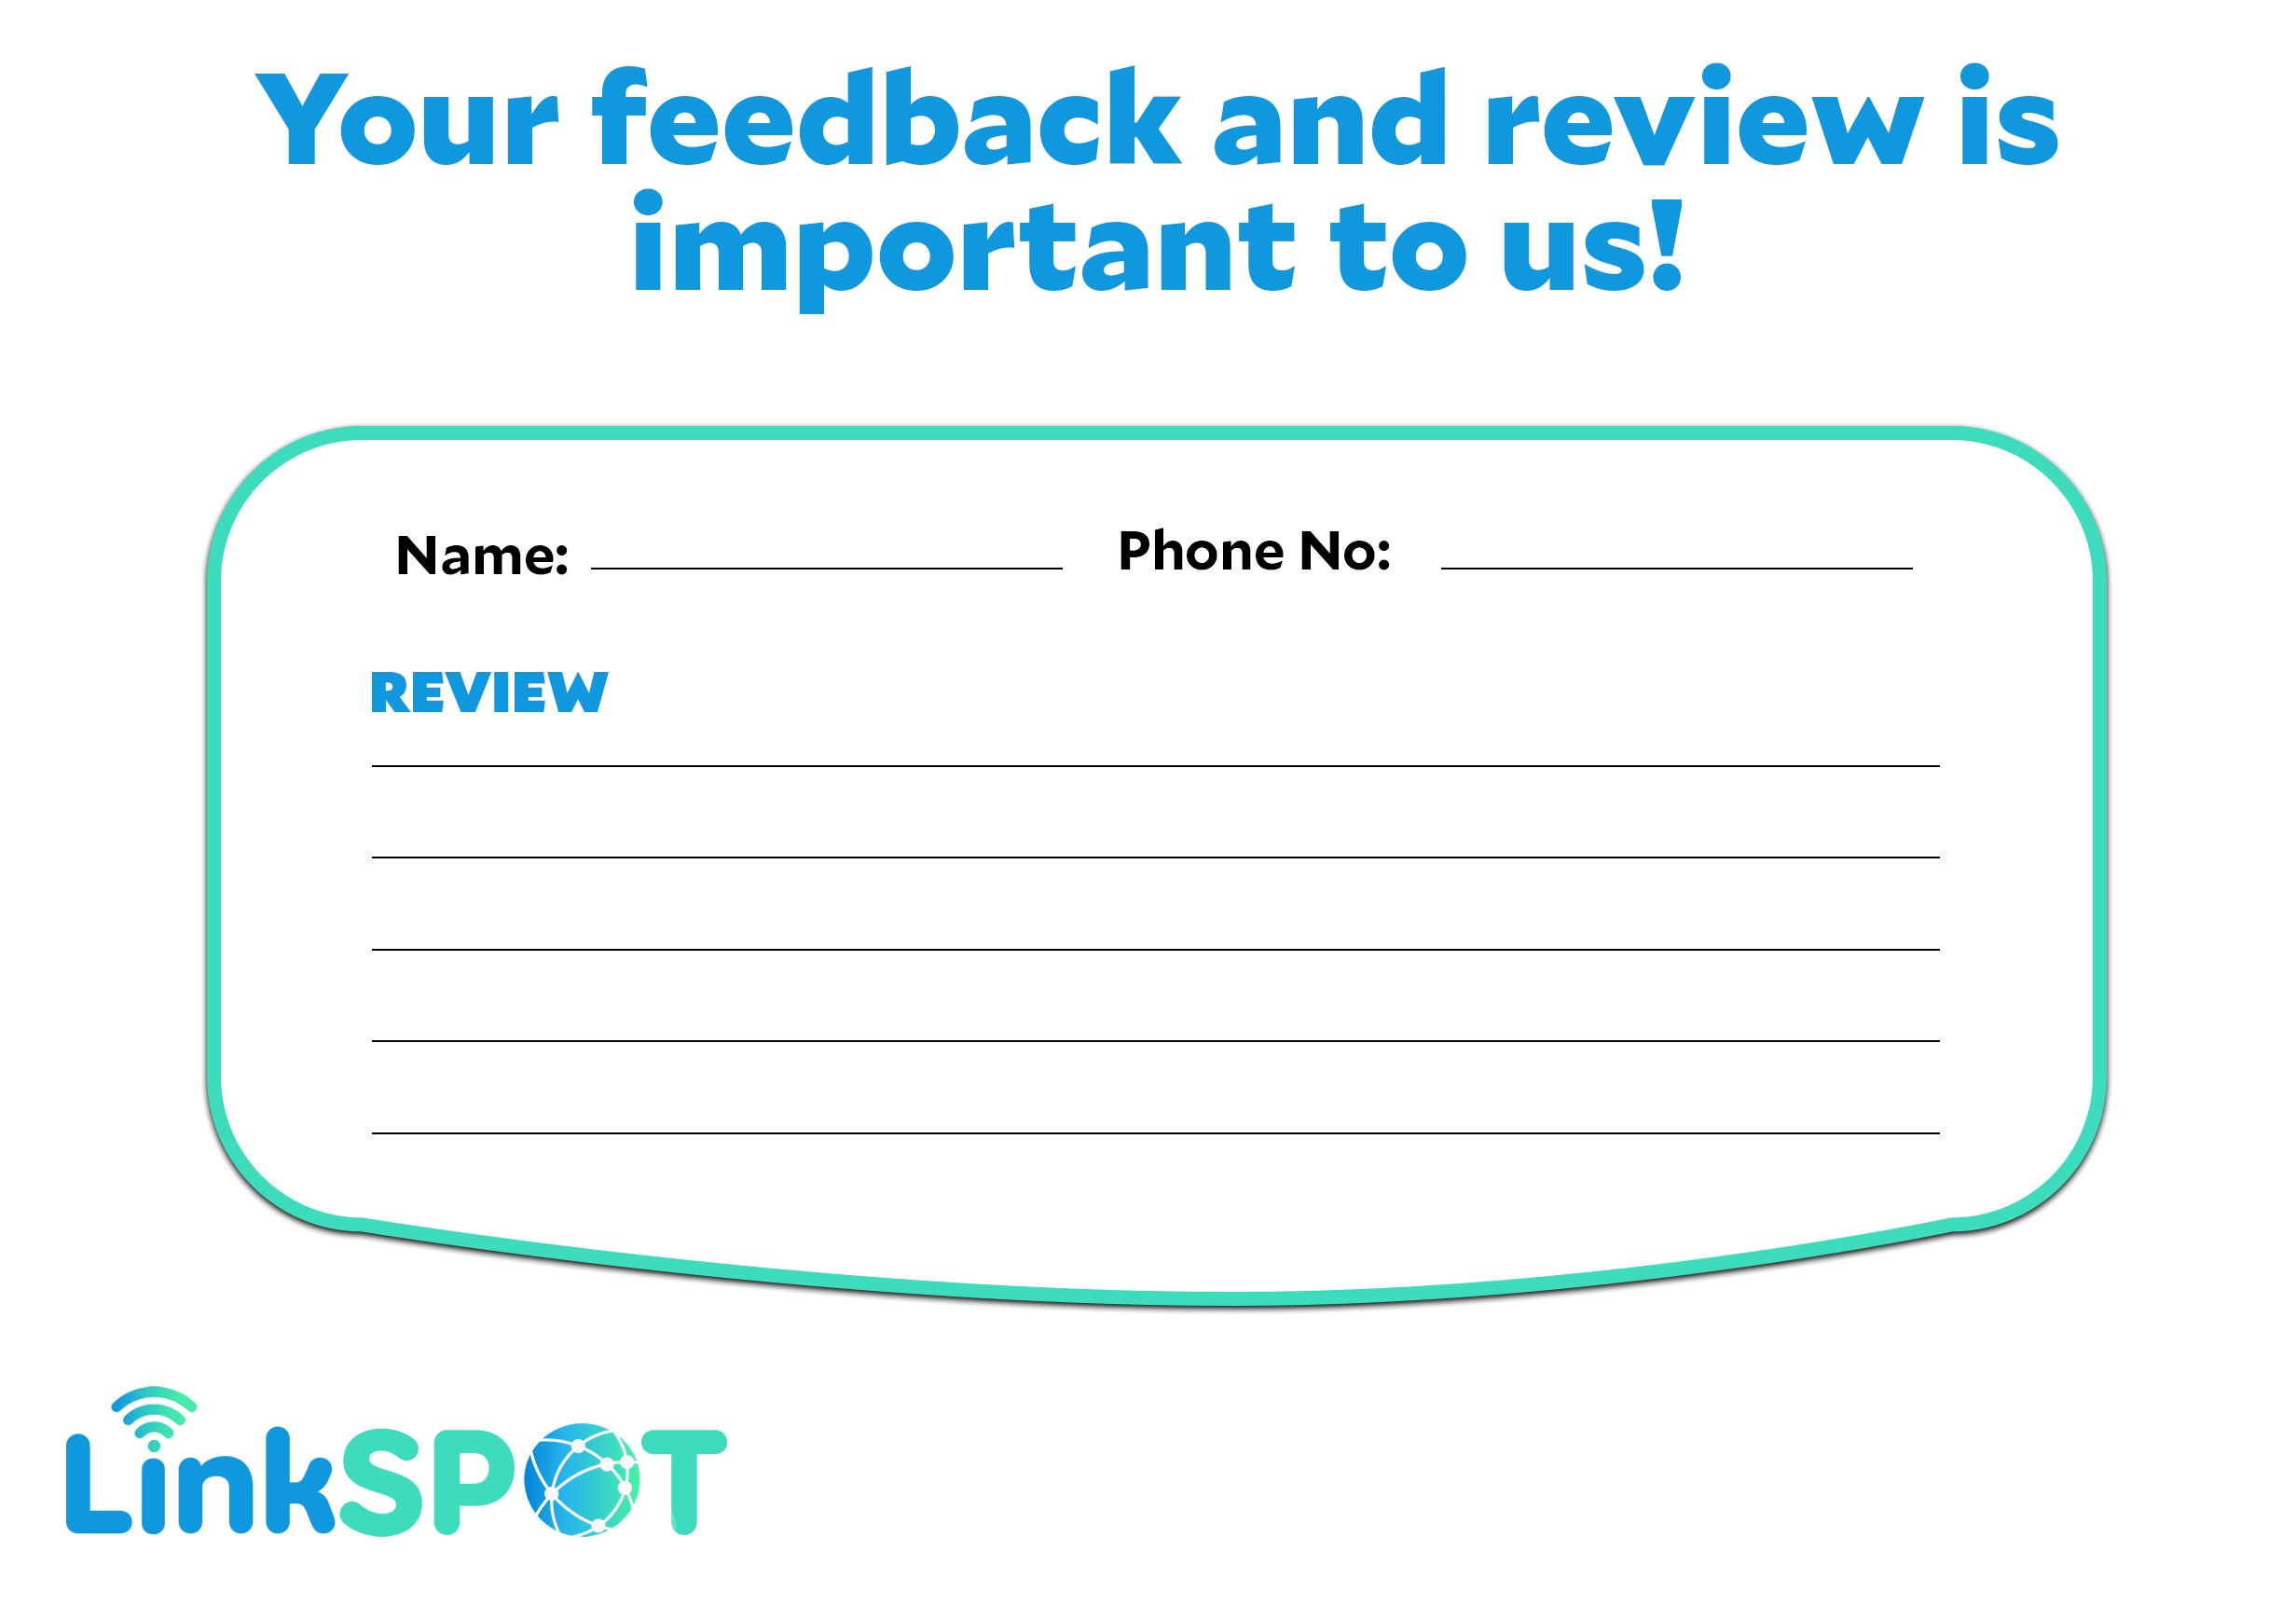 Your feedback and review is
important to us!
Name: Phone No:
REVIEW
LinkSPOT